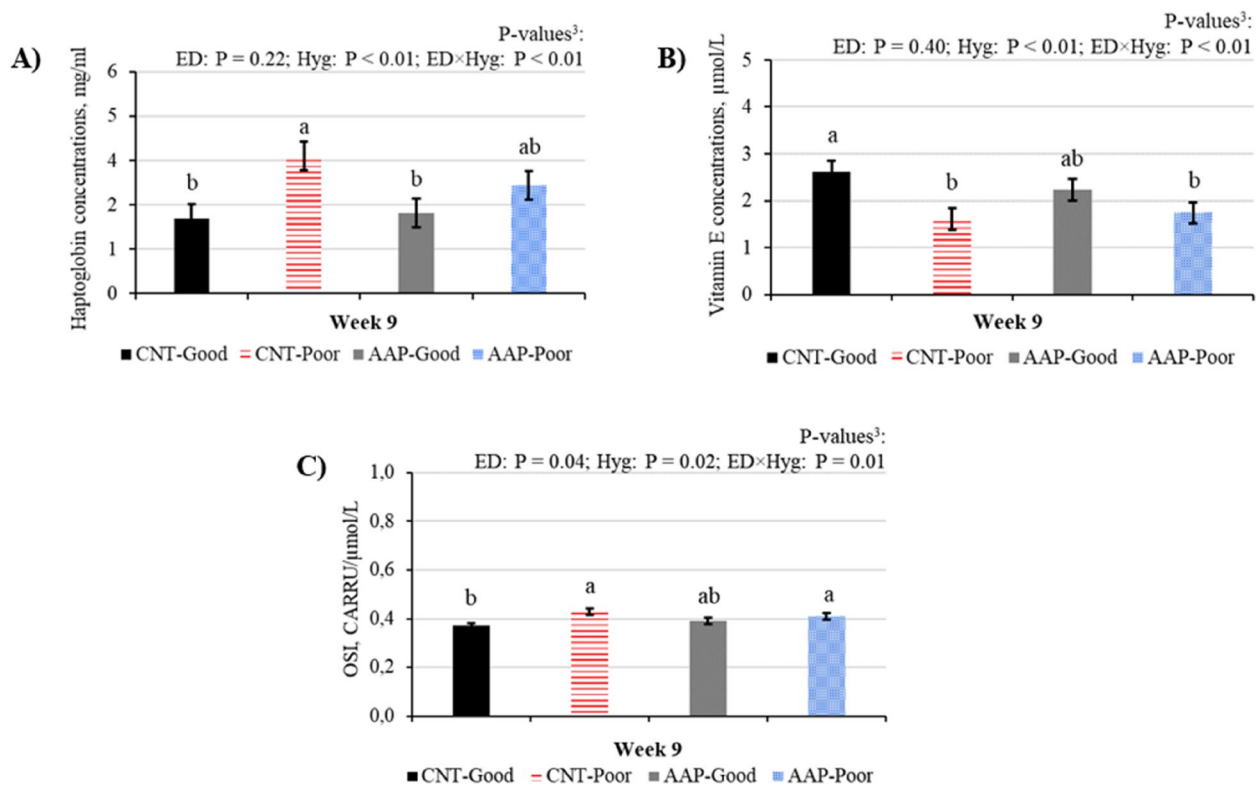 A)
P-values³:
ED: P = 0.22; Hyg: P < 0.01; ED×Hyg: P < 0.01
Haptoglobin concentrations, mg/ml
6
5
4
2
1
0
b
a
b
ab
Week 9
CNT-Good CNT-Poor AAP-Good AAP-Poor
B)
P-values³:
ED: P = 0.40; Hyg: P < 0.01; ED×Hyg: P < 0.01
Vitamin E concentrations, µmol/L
5
4
3
2
1
0
a
b
ab
b
Week 9
CNT-Good CNT-Poor AAP-Good AAP-Poor
C)
P-values³:
ED: P = 0.04; Hyg: P = 0.02; ED×Hyg: P = 0.01
OSI, CARRU/µmol/L
1,0
0,8
0,6
0,4
0,2
0,0
b
a
ab
a
Week 9
CNT-Good CNT-Poor AAP-Good AAP-Poor